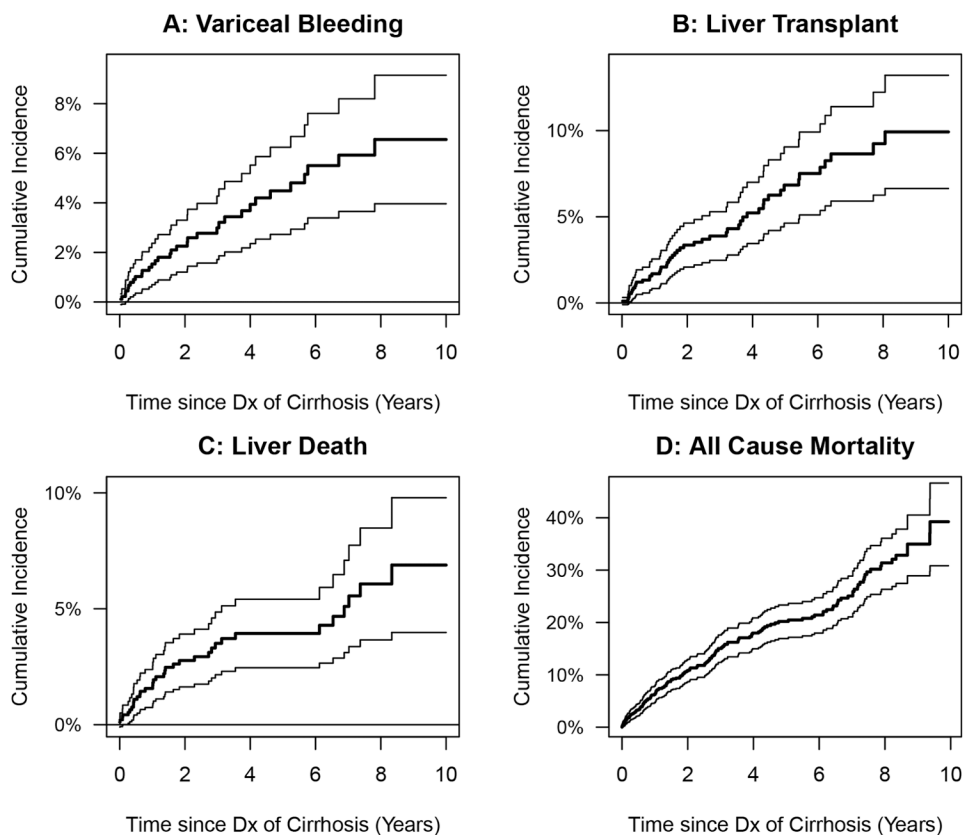 A: Variceal Bleeding
Cumulative Incidence
8%
6%
4%
2%
0%
0 2 4 6 8 10
Time since Dx of Cirrhosis (Years)
B: Liver Transplant
Cumulative Incidence
10%
5%
0%
0 2 4 6 8 10
Time since Dx of Cirrhosis (Years)
C: Liver Death
Cumulative Incidence
10%
5%
0%
0 2 4 6 8 10
Time since Dx of Cirrhosis (Years)
D: All Cause Mortality
Cumulative Incidence
40%
30%
20%
10%
0%
0 2 4 6 8 10
Time since Dx of Cirrhosis (Years)